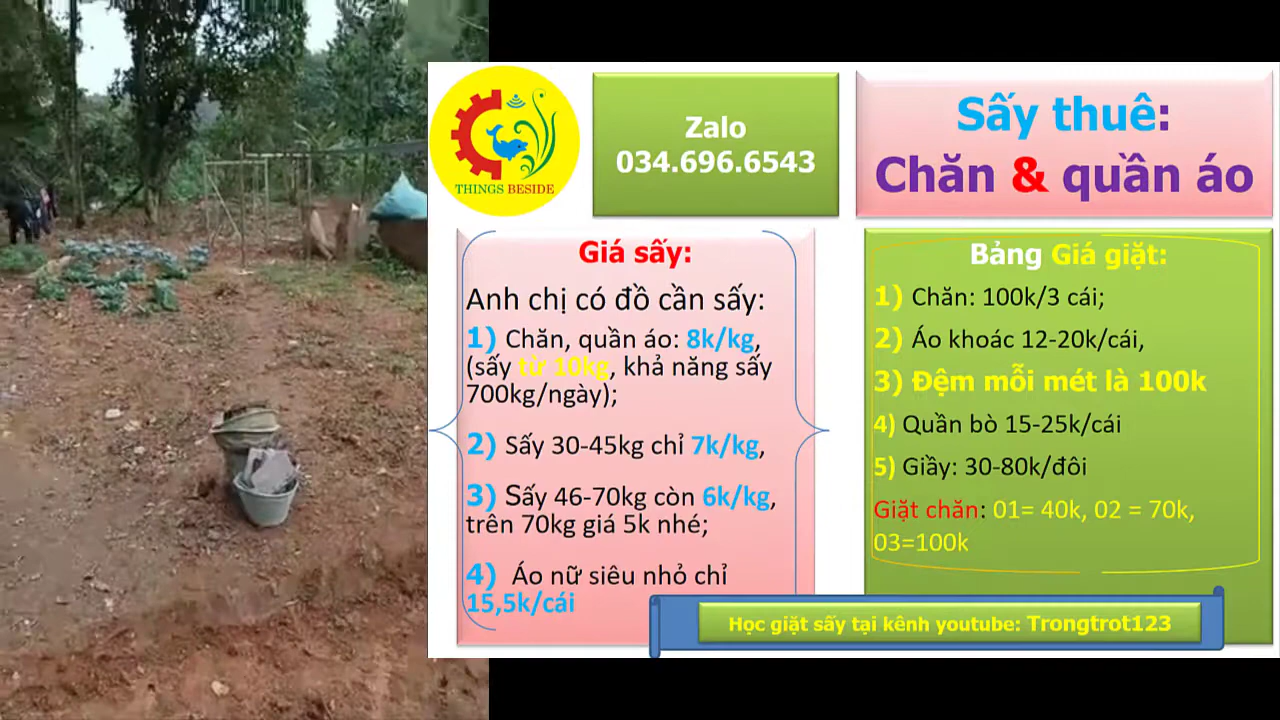 THINGS BESIDE
Zalo
034.696.6543
Sấy thuê:
Chăn & quần áo
Giá sấy:
Anh chị có đồ cần sấy:
1) Chăn, quần áo: 8k/kg,
(sấy từ 10kg, khả năng sấy
700kg/ngày);
2) Sấy 30-45kg chỉ 7k/kg,
3) Sấy 46-70kg còn 6k/kg,
trên 70kg giá 5k nhé;
4) Áo nữ siêu nhỏ chỉ
15,5k/cái
Bảng Giá giặt:
1) Chăn: 100k/3 cái;
2) Áo khoác 12-20k/cái,
3) Đệm mỗi mét là 100k
4) Quần bò 15-25k/cái
5) Giầy: 30-80k/đôi
Giặt chăn: 01= 40k, 02 = 70k,
03=100k
Học giặt sấy tại kênh youtube: Trongtrot123